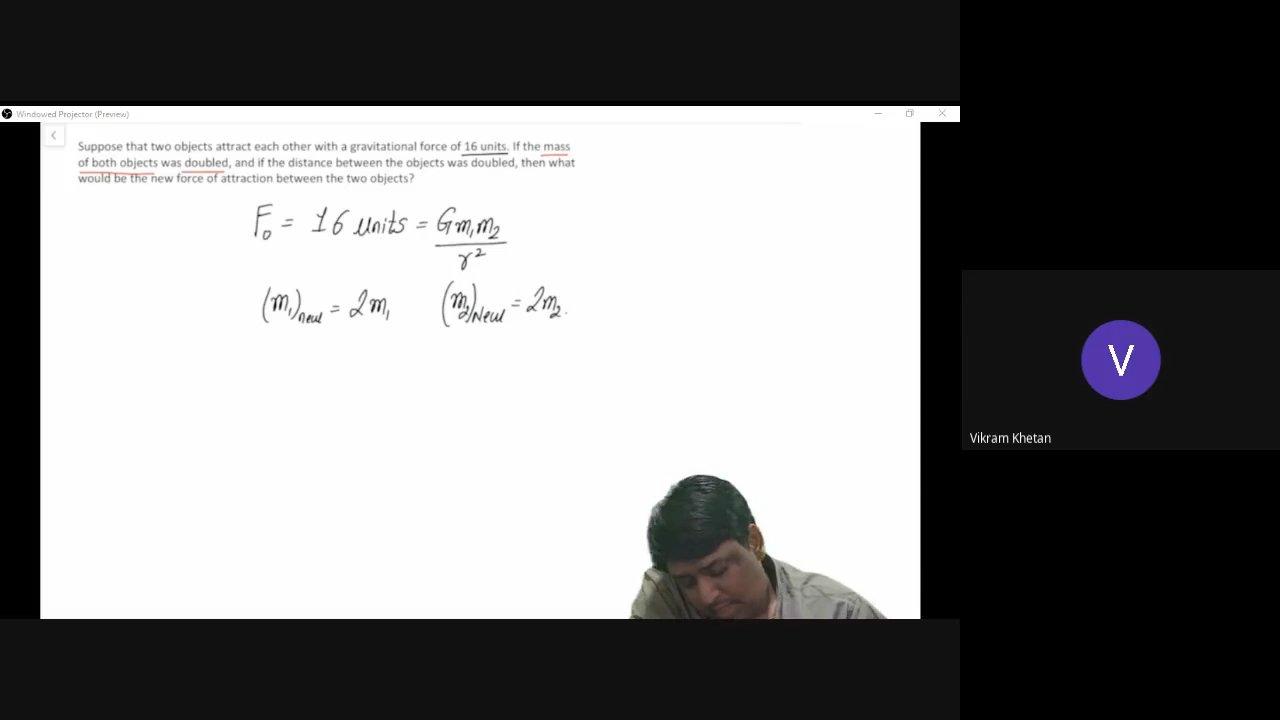 Windowed Projector (Preview)
Suppose that two objects attract each other with a gravitational force of 16 units. If the mass
of both objects was doubled, and if the distance between the objects was doubled, then what
would be the new force of attraction between the two objects?
F₀ = 16 units = Gm₁m₂
r²
(m₁)new = 2m₁ (m₂)New = 2m₂.
V
Vikram Khetan